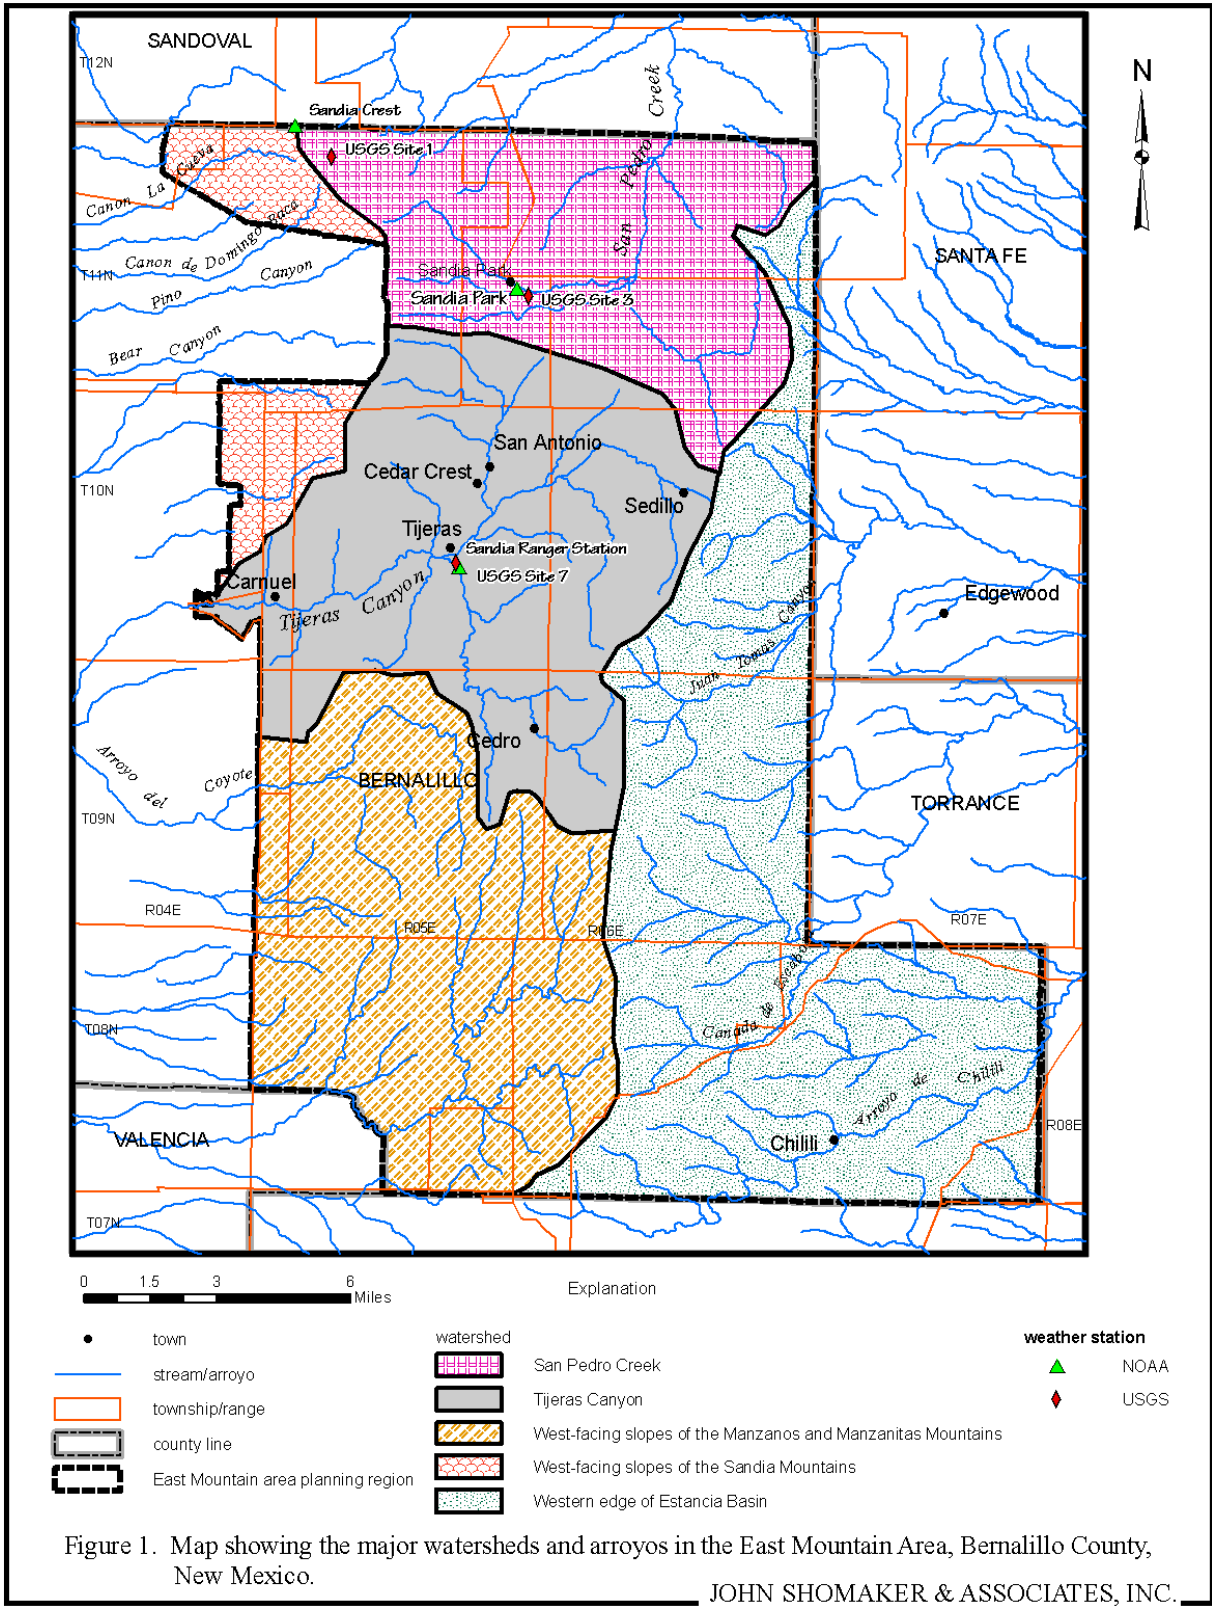 SANDOVAL
T12N
N
Creek
Sandia Crest
USGS Site 1
Canon La Cueva
San Pedro
Canon de Domingo Baca
SANTA FE
T11N
Pino Canyon
Sandia Park
Sandia Park
USGS Site 3
Bear Canyon
San Antonio
Cedar Crest
T10N
Sedillo
Tijeras
Sandia Ranger Station
USGS Site 7
Carnuel
Edgewood
Tijeras Canyon
Juan Tomas Canyon
Cedro
Arroyo del Coyote
BERNALILLO
TORRANCE
T09N
R04E
R05E
R06E
R07E
Canada de Escabo
T08N
Arroyo de Chilili
VALENCIA
Chilili
R08E
T07N
0 1.5 3 6
Miles
Explanation
town
watershed
weather station
San Pedro Creek
NOAA
stream/arroyo
Tijeras Canyon
USGS
township/range
West-facing slopes of the Manzanos and Manzanitas Mountains
county line
West-facing slopes of the Sandia Mountains
East Mountain area planning region
Western edge of Estancia Basin
Figure 1. Map showing the major watersheds and arroyos in the East Mountain Area, Bernalillo County,
New Mexico.
JOHN SHOMAKER & ASSOCIATES, INC.